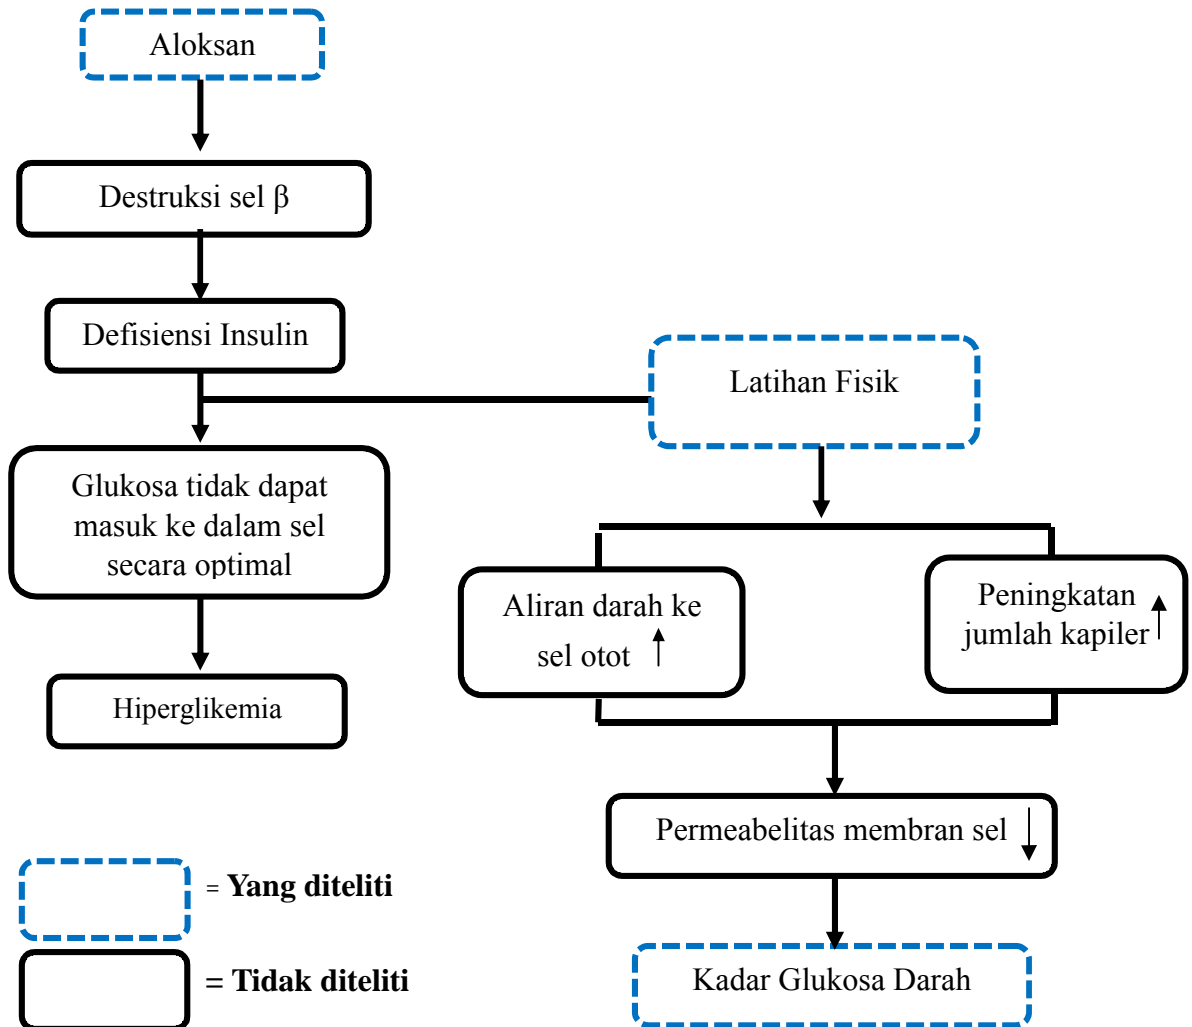 Aloksan
Destruksi sel β
Defisiensi Insulin
Latihan Fisik
Glukosa tidak dapat
masuk ke dalam sel
secara optimal
Aliran darah ke
sel otot ↑
Peningkatan
jumlah kapiler ↑
Hiperglikemia
Permeabelitas membran sel ↓
= Yang diteliti
= Tidak diteliti
Kadar Glukosa Darah